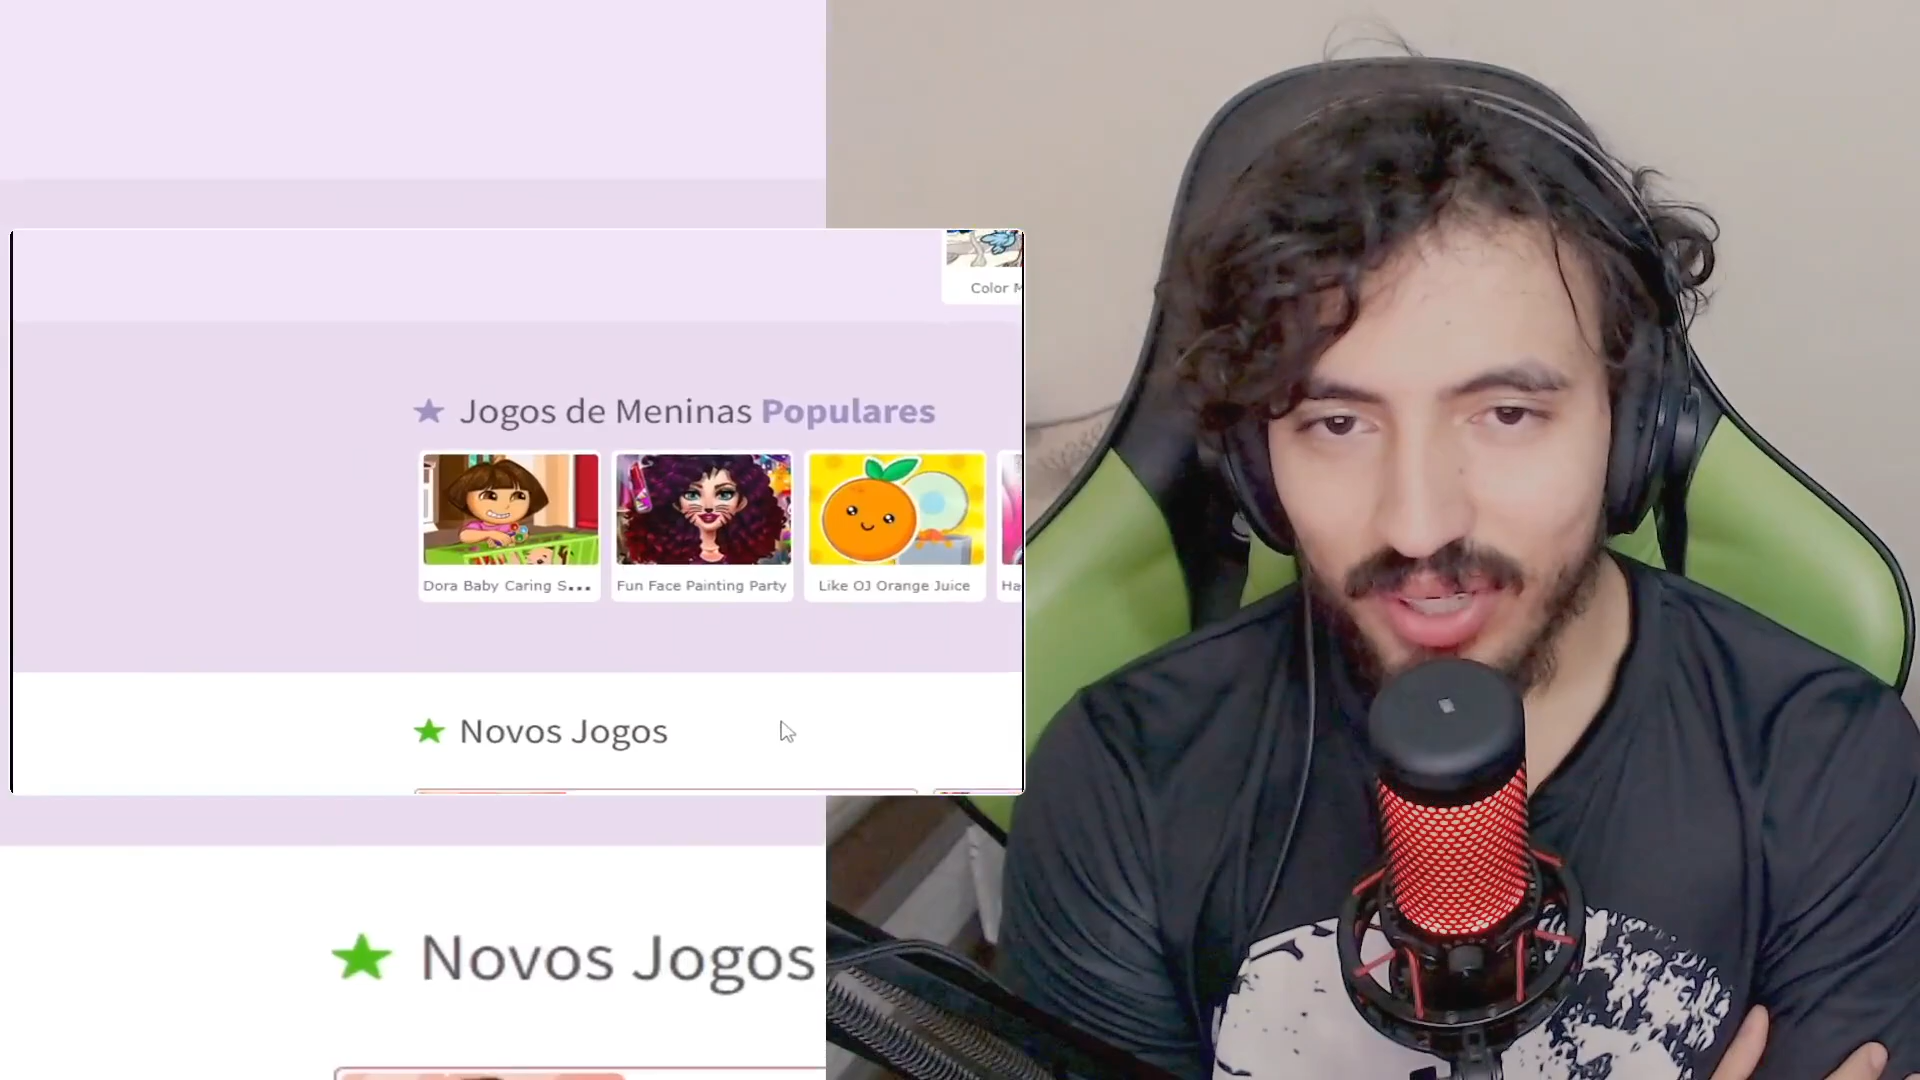 Color M
Jogos de Meninas Populares
Dora Baby Caring S...
Fun Face Painting Party
Like OJ Orange Juice
Ha
Novos Jogos
Novos Jogos